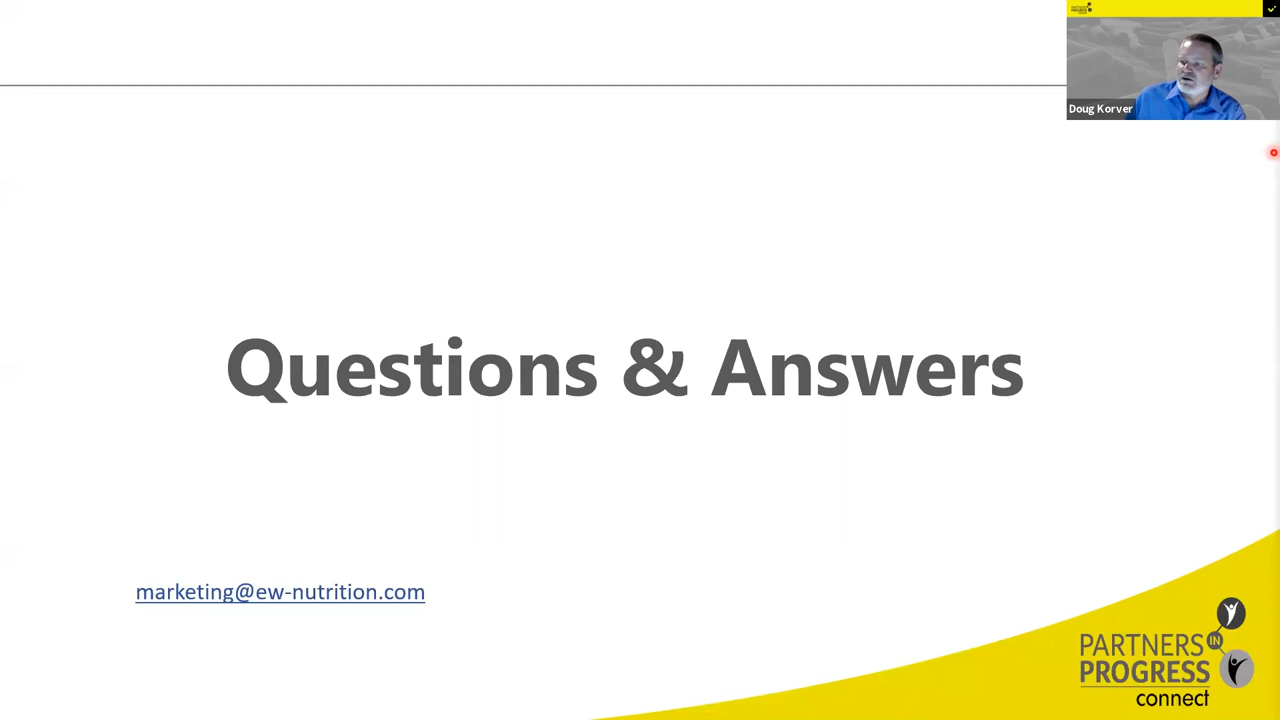 Doug Korver
Questions & Answers
marketing@ew-nutrition.com
PARTNERS
IN
PROGRESS
connect